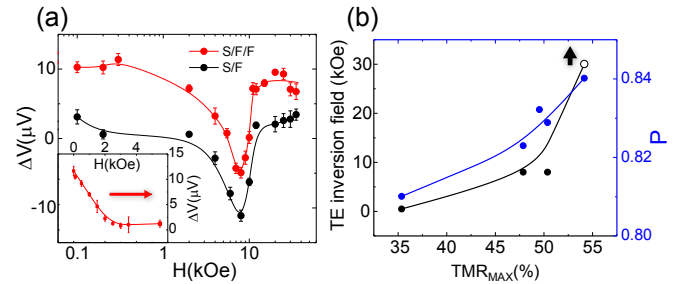 (a)
S/F/F
S/F
ΔV(μV)
10
0
-10
0.1
1
10
H(kOe)
0 2 4
H(kOe)
15
10
5
0
ΔV(μV)
(b)
TE inversion field (kOe)
30
20
10
0
35 40 45 50 55
TMR_MAX(%)
0.84
0.82
0.80
P